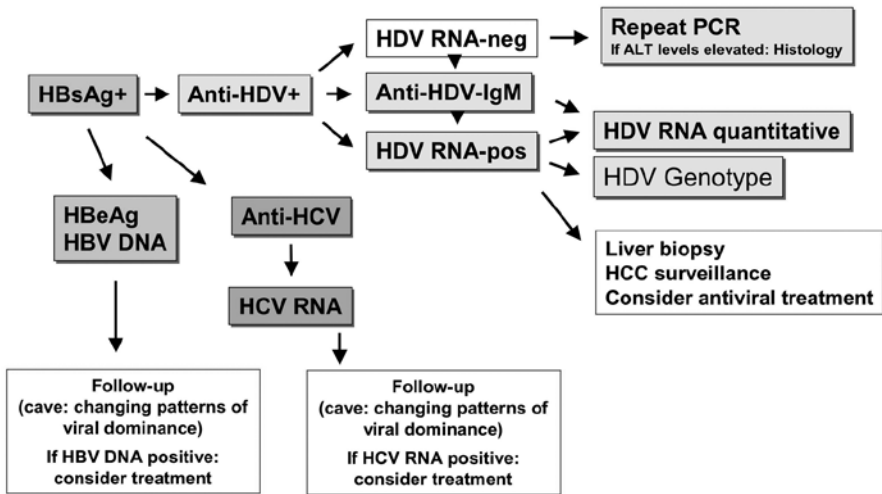 HDV RNA-neg
Repeat PCR
If ALT levels elevated: Histology
HBsAg+
Anti-HDV+
Anti-HDV-IgM
HDV RNA-pos
HDV RNA quantitative
HDV Genotype
HBeAg
HBV DNA
Anti-HCV
HCV RNA
Liver biopsy
HCC surveillance
Consider antiviral treatment
Follow-up
(cave: changing patterns of
viral dominance)
If HBV DNA positive:
consider treatment
Follow-up
(cave: changing patterns of
viral dominance)
If HCV RNA positive:
consider treatment